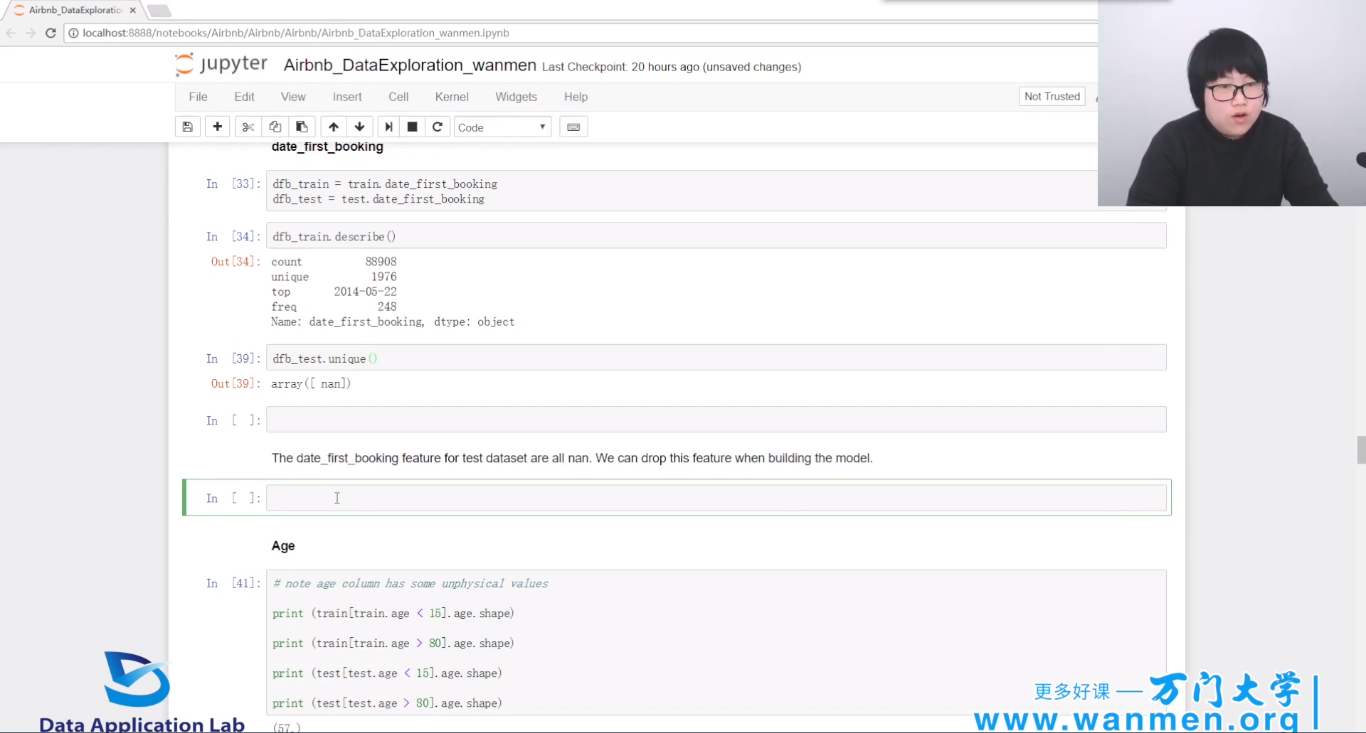 Airbnb_DataExploratio
localhost:8888/notebooks/Airbnb/Airbnb/Airbnb/Airbnb_DataExploration_wanmen.ipynb
jupyter Airbnb_DataExploration_wanmen Last Checkpoint: 20 hours ago (unsaved changes)
File Edit View Insert Cell Kernel Widgets Help Not Trusted
Code
date_first_booking
In [33]: dfb_train = train.date_first_booking
dfb_test = test.date_first_booking
In [34]: dfb_train.describe()
Out[34]: count 88908
unique 1976
top 2014-05-22
freq 248
Name: date_first_booking, dtype: object
In [39]: dfb_test.unique()
Out[39]: array([ nan])
In [ ]:
The date_first_booking feature for test dataset are all nan. We can drop this feature when building the model.
In [ ]:
Age
In [41]: # note age column has some unphysical values
print (train[train.age < 15].age.shape)
print (train[train.age > 80].age.shape)
print (test[test.age < 15].age.shape)
print (test[test.age > 80].age.shape)
(57,)
Data Application Lab
更多好课 — 万门大学
www.wanmen.org